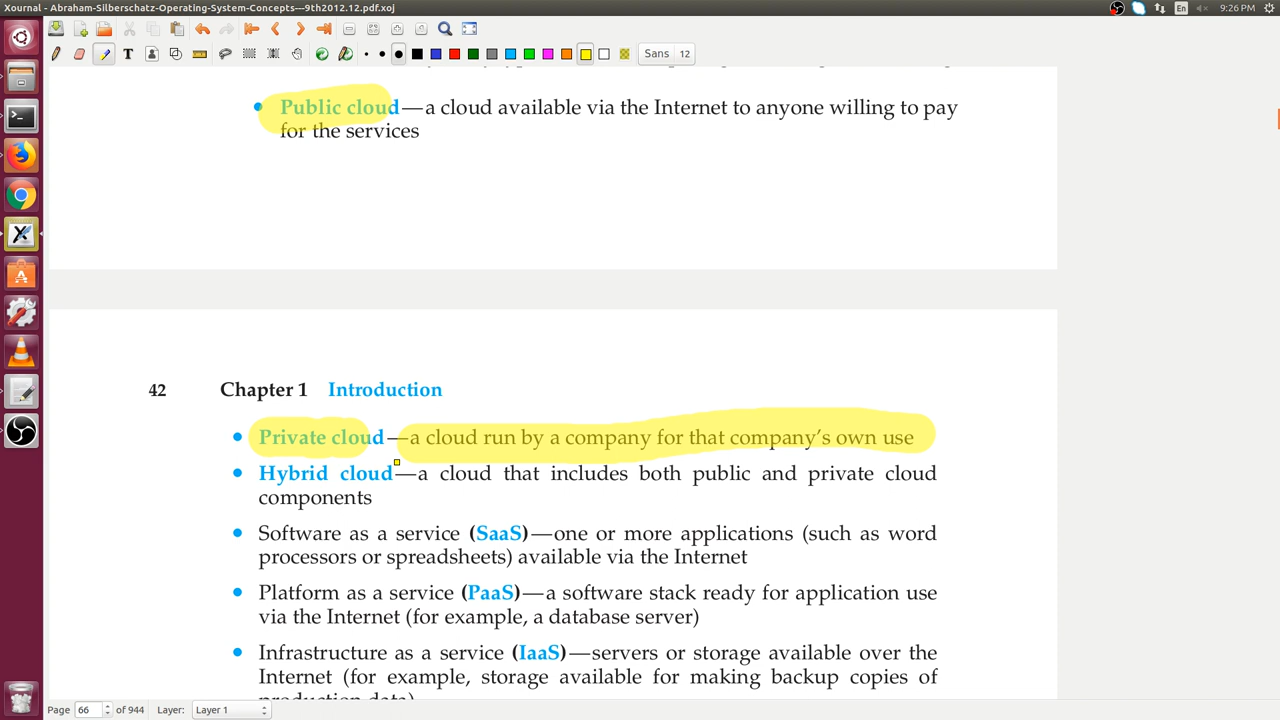 Xournal - Abraham-Silberschatz-Operating-System-Concepts---9th2012.12.pdf.xoj
En
9:26 PM
T
Sans 12
Public cloud—a cloud available via the Internet to anyone willing to pay
for the services
42 Chapter 1 Introduction
• Private cloud—a cloud run by a company for that company’s own use
• Hybrid cloud—a cloud that includes both public and private cloud
components
• Software as a service (SaaS)—one or more applications (such as word
processors or spreadsheets) available via the Internet
• Platform as a service (PaaS)—a software stack ready for application use
via the Internet (for example, a database server)
• Infrastructure as a service (IaaS)—servers or storage available over the
Internet (for example, storage available for making backup copies of
production data)
Page 66 of 944 Layer: Layer 1